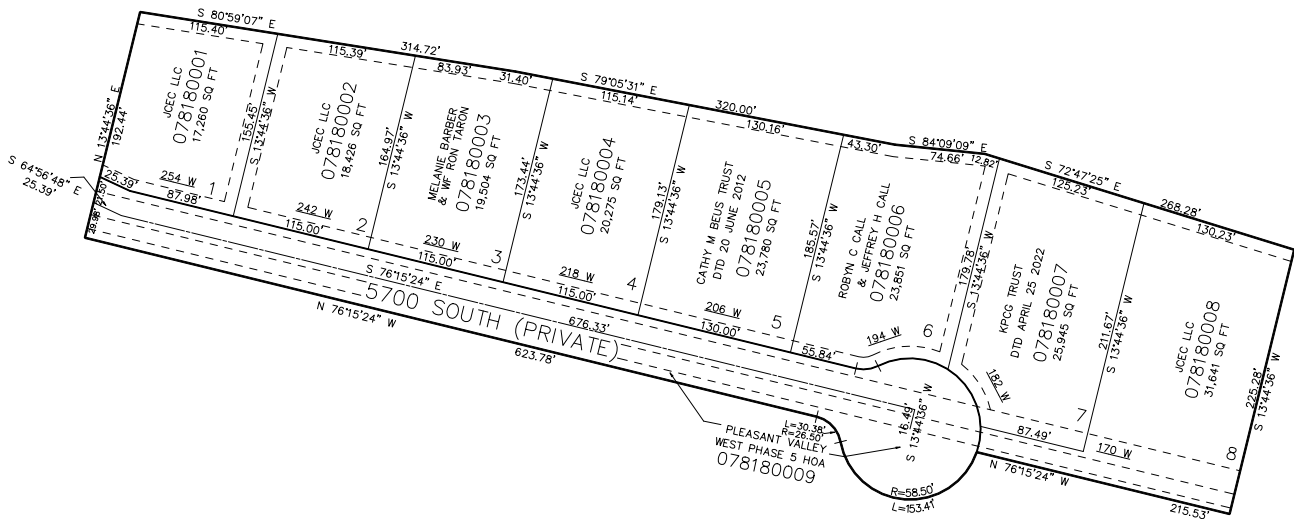 S 80°59'07" E
115.40'
115.39'
314.72'
83.93'
31.40'
S 79°05'31" E
115.14'
320.00'
130.16'
43.30'
S 84°09'09" E
74.66'
12.82'
S 72°47'25" E
125.23'
268.28'
130.23'
N 13°44'36" E
192.44'
JCEC LLC
078180001
17,260 SQ FT
155.45'
S 13°44'36" W
JCEC LLC
078180002
18,426 SQ FT
164.97'
S 13°44'36" W
MELANIE BARBER
& WF RON TARON
078180003
19,504 SQ FT
173.44'
S 13°44'36" W
JCEC LLC
078180004
20,275 SQ FT
179.13'
S 13°44'36" W
CATHY M BEUS TRUST
DTD 20 JUNE 2012
078180005
23,780 SQ FT
185.57'
S 13°44'36" W
ROBYN C CALL
& JEFFREY H CALL
078180006
23,851 SQ FT
179.78'
S 13°44'36" W
KPCG TRUST
DTD APRIL 25 2022
078180007
25,945 SQ FT
211.67'
S 13°44'36" W
JCEC LLC
078180008
31,641 SQ FT
225.28'
S 13°44'36" W
S 64°56'48" E
25.39'
25.39'
254 W
1
87.98'
29.98'
242 W
2
115.00'
230 W
3
115.00'
218 W
4
115.00'
206 W
5
130.00'
194 W
6
55.84'
182 W
7
87.49'
170 W
8
S 76°15'24" E
676.33'
5700 SOUTH (PRIVATE)
N 76°15'24" W
623.78'
L=30.38'
R=26.50'
PLEASANT VALLEY
WEST PHASE 5 HOA
078180009
16.49'
S 13°44'36" W
R=58.50'
L=153.41'
N 76°15'24" W
215.53'